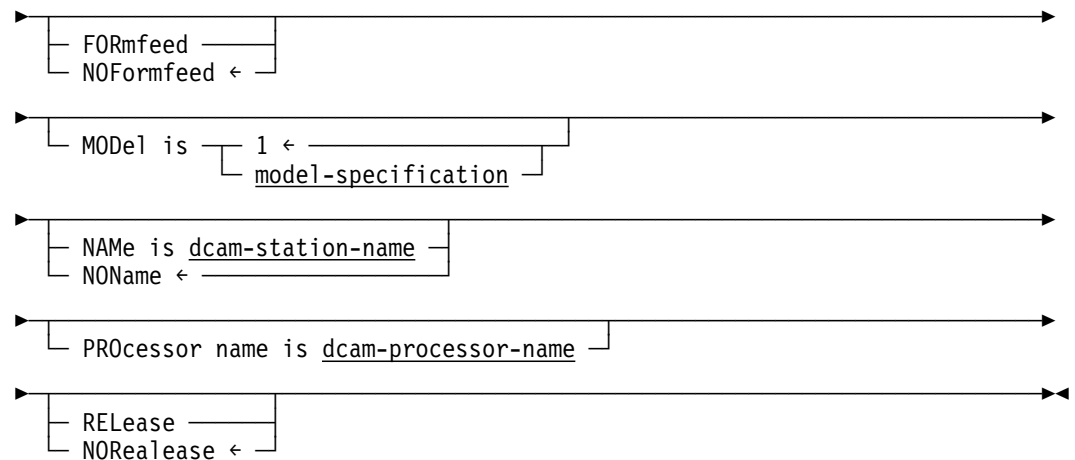 FORmfeed
NOFormfeed ←
MODel is 1 ←
model-specification
NAMe is dcam-station-name
NOName ←
PROcessor name is dcam-processor-name
RELease
NORealease ←